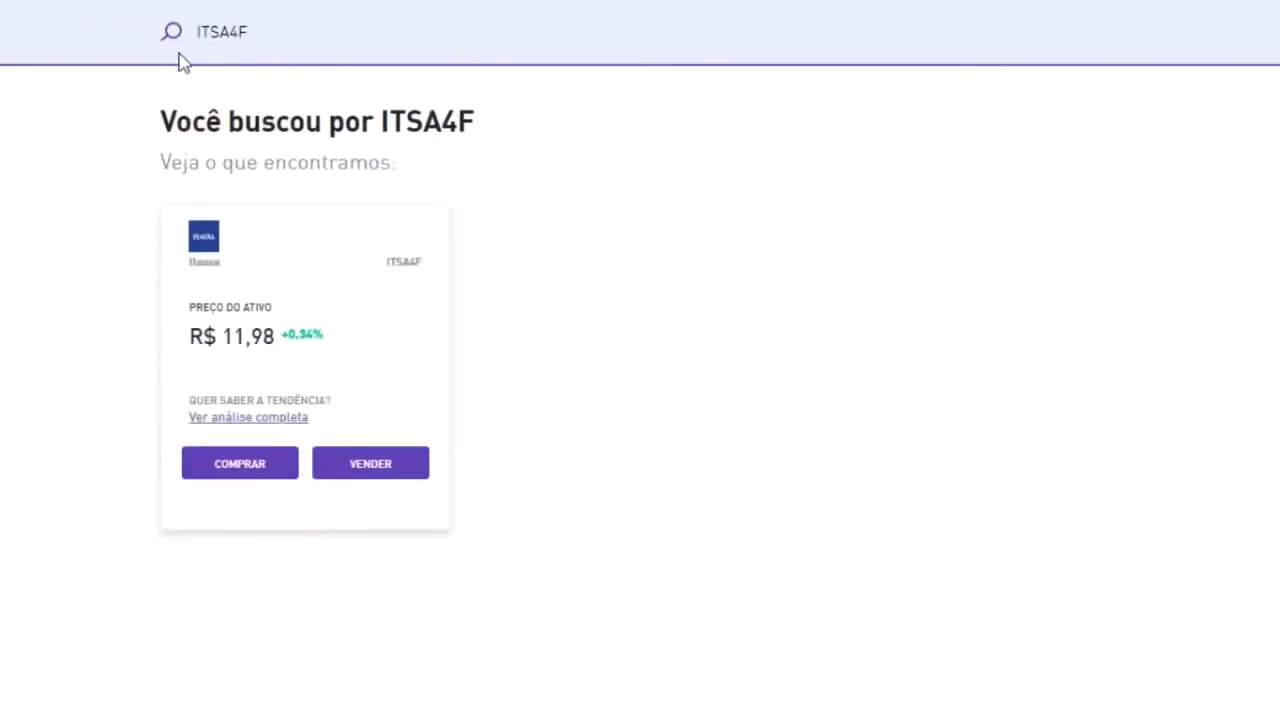 ITSA4F
Você buscou por ITSA4F
Veja o que encontramos:
ITAUSA
Itausa ITSA4F
PREÇO DO ATIVO
R$ 11,98 +0,34%
QUER SABER A TENDÊNCIA?
Ver análise completa
COMPRAR VENDER